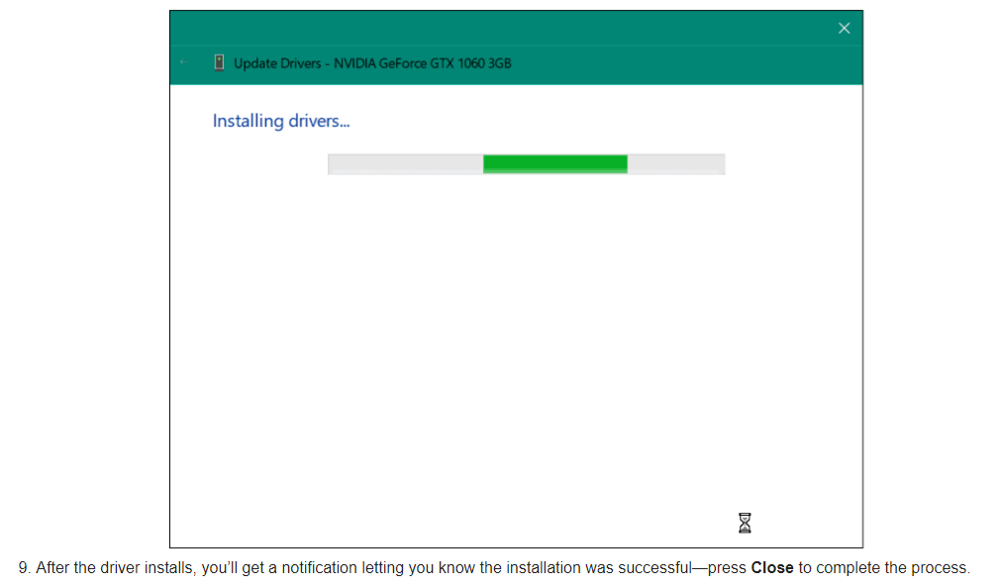 Update Drivers - NVIDIA GeForce GTX 1060 3GB
Installing drivers...
9. After the driver installs, you’ll get a notification letting you know the installation was successful—press Close to complete the process.